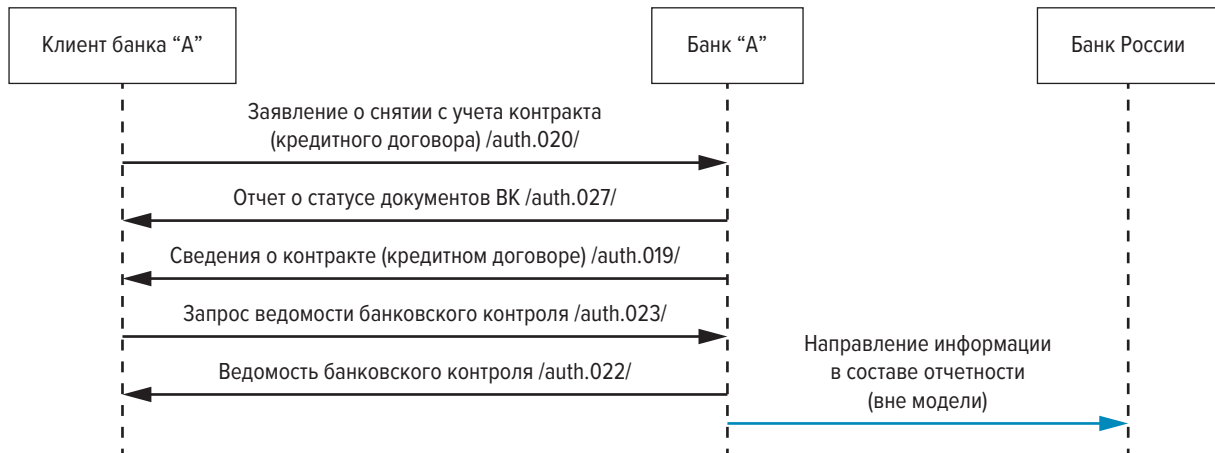 Клиент банка “А”
Банк “А”
Банк России
Заявление о снятии с учета контракта
(кредитного договора) /auth.020/
Отчет о статусе документов ВК /auth.027/
Сведения о контракте (кредитном договоре) /auth.019/
Запрос ведомости банковского контроля /auth.023/
Ведомость банковского контроля /auth.022/
Направление информации
в составе отчетности
(вне модели)